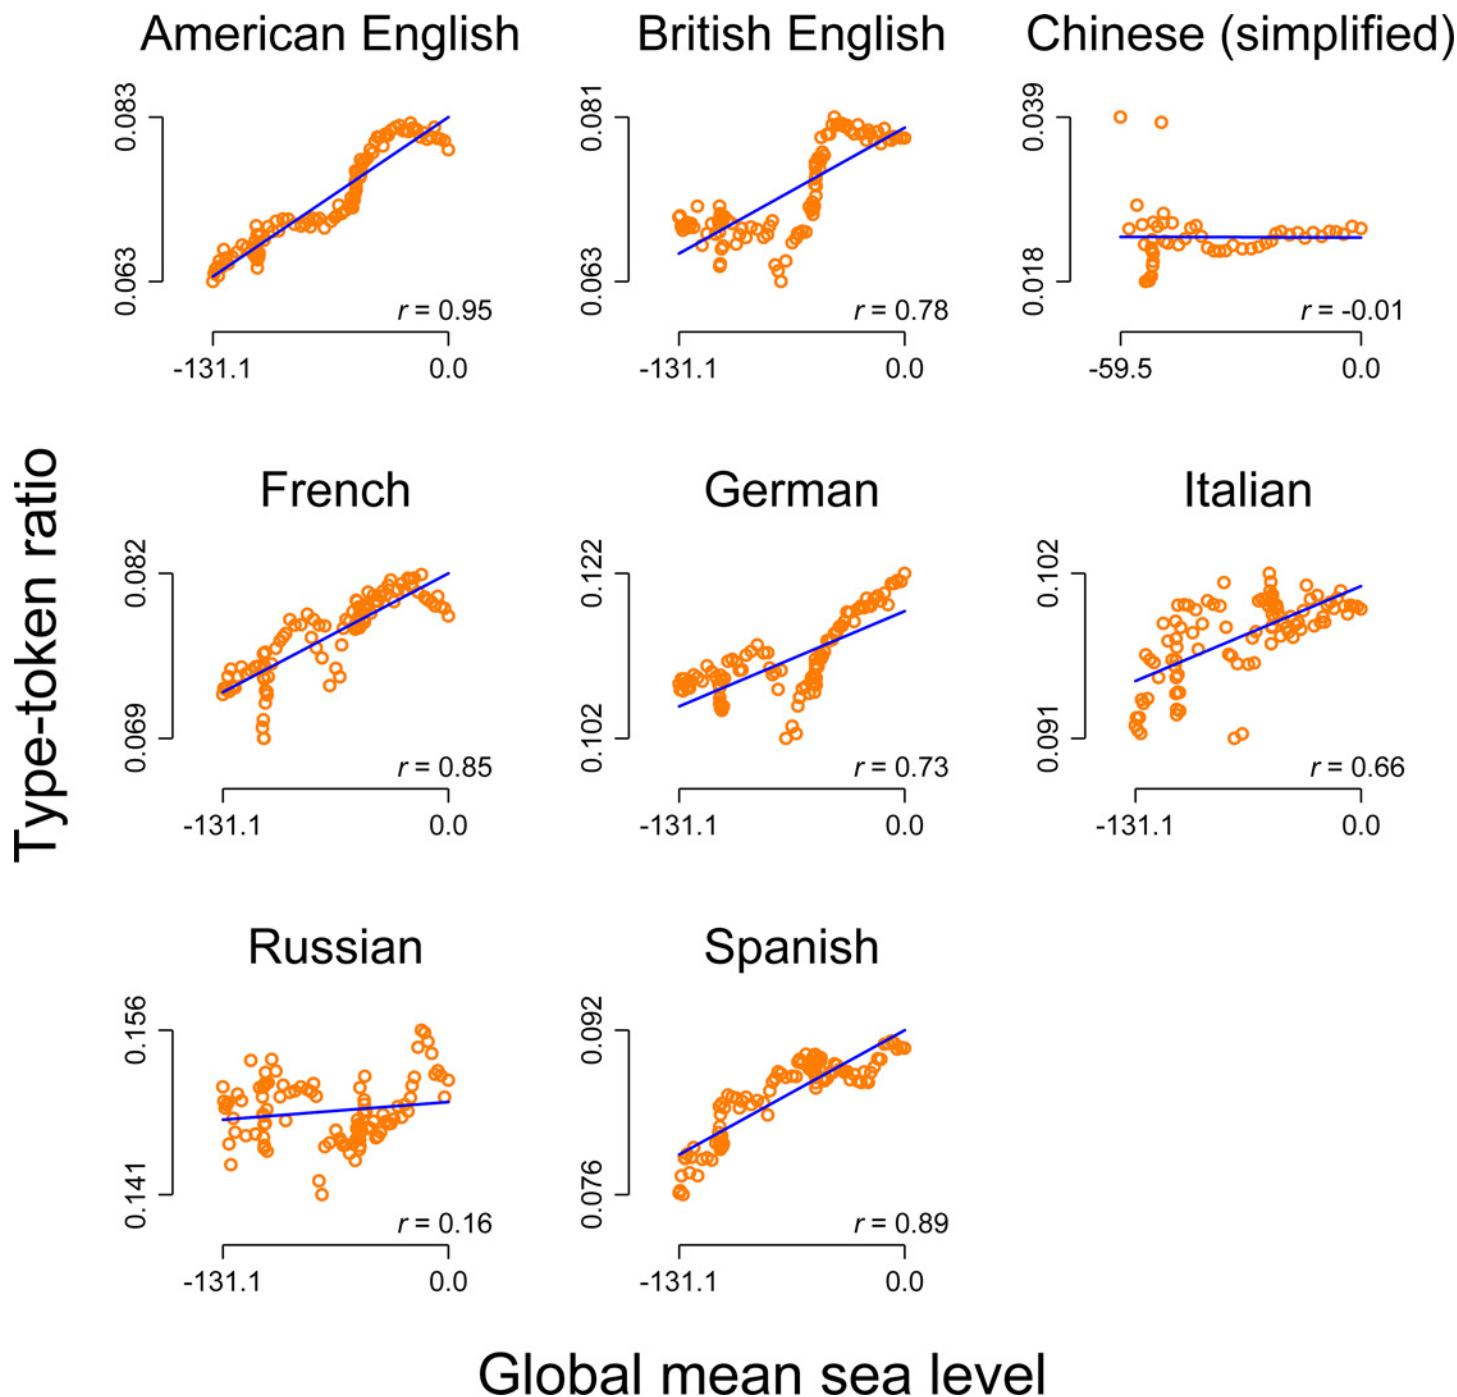 American English
British English
Chinese (simplified)
0.083
0.063
r = 0.95
-131.1
0.0
0.081
0.063
r = 0.78
-131.1
0.0
0.039
0.018
r = -0.01
-59.5
0.0
Type-token ratio
French
German
Italian
0.082
0.069
r = 0.85
-131.1
0.0
0.122
0.102
r = 0.73
-131.1
0.0
0.102
0.091
r = 0.66
-131.1
0.0
Russian
Spanish
0.156
0.141
r = 0.16
-131.1
0.0
0.092
0.076
r = 0.89
-131.1
0.0
Global mean sea level